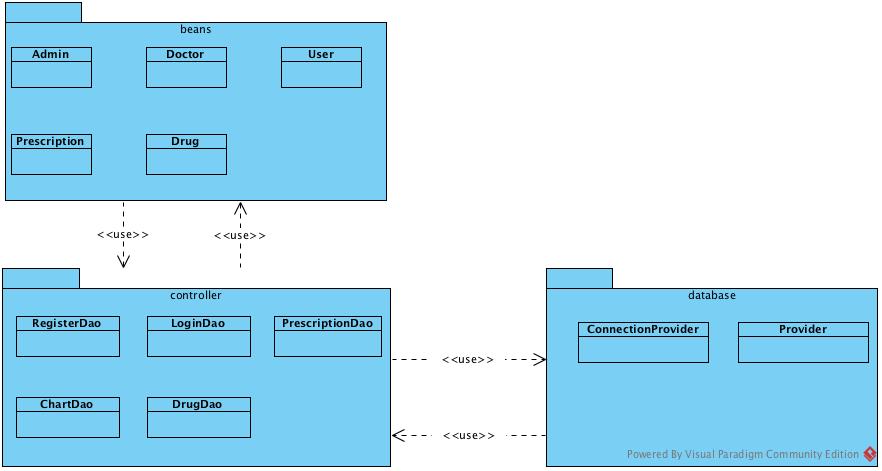 beans
Admin
Doctor
User
Prescription
Drug
<<use>>
<<use>>
controller
RegisterDao
LoginDao
PrescriptionDao
ChartDao
DrugDao
<<use>>
<<use>>
database
ConnectionProvider
Provider
Powered By Visual Paradigm Community Edition